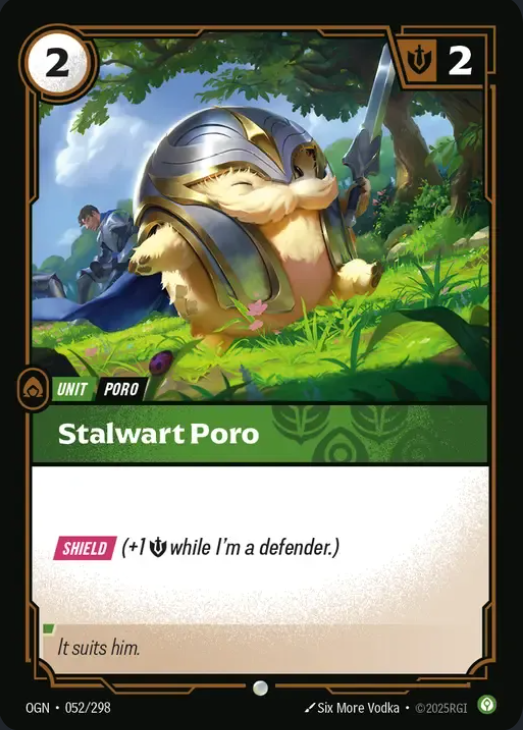 2
2
UNIT PORO
Stalwart Poro
SHIELD (+1 while I'm a defender.)
It suits him.
OGN • 052/298 Six More Vodka • ©2025RGI